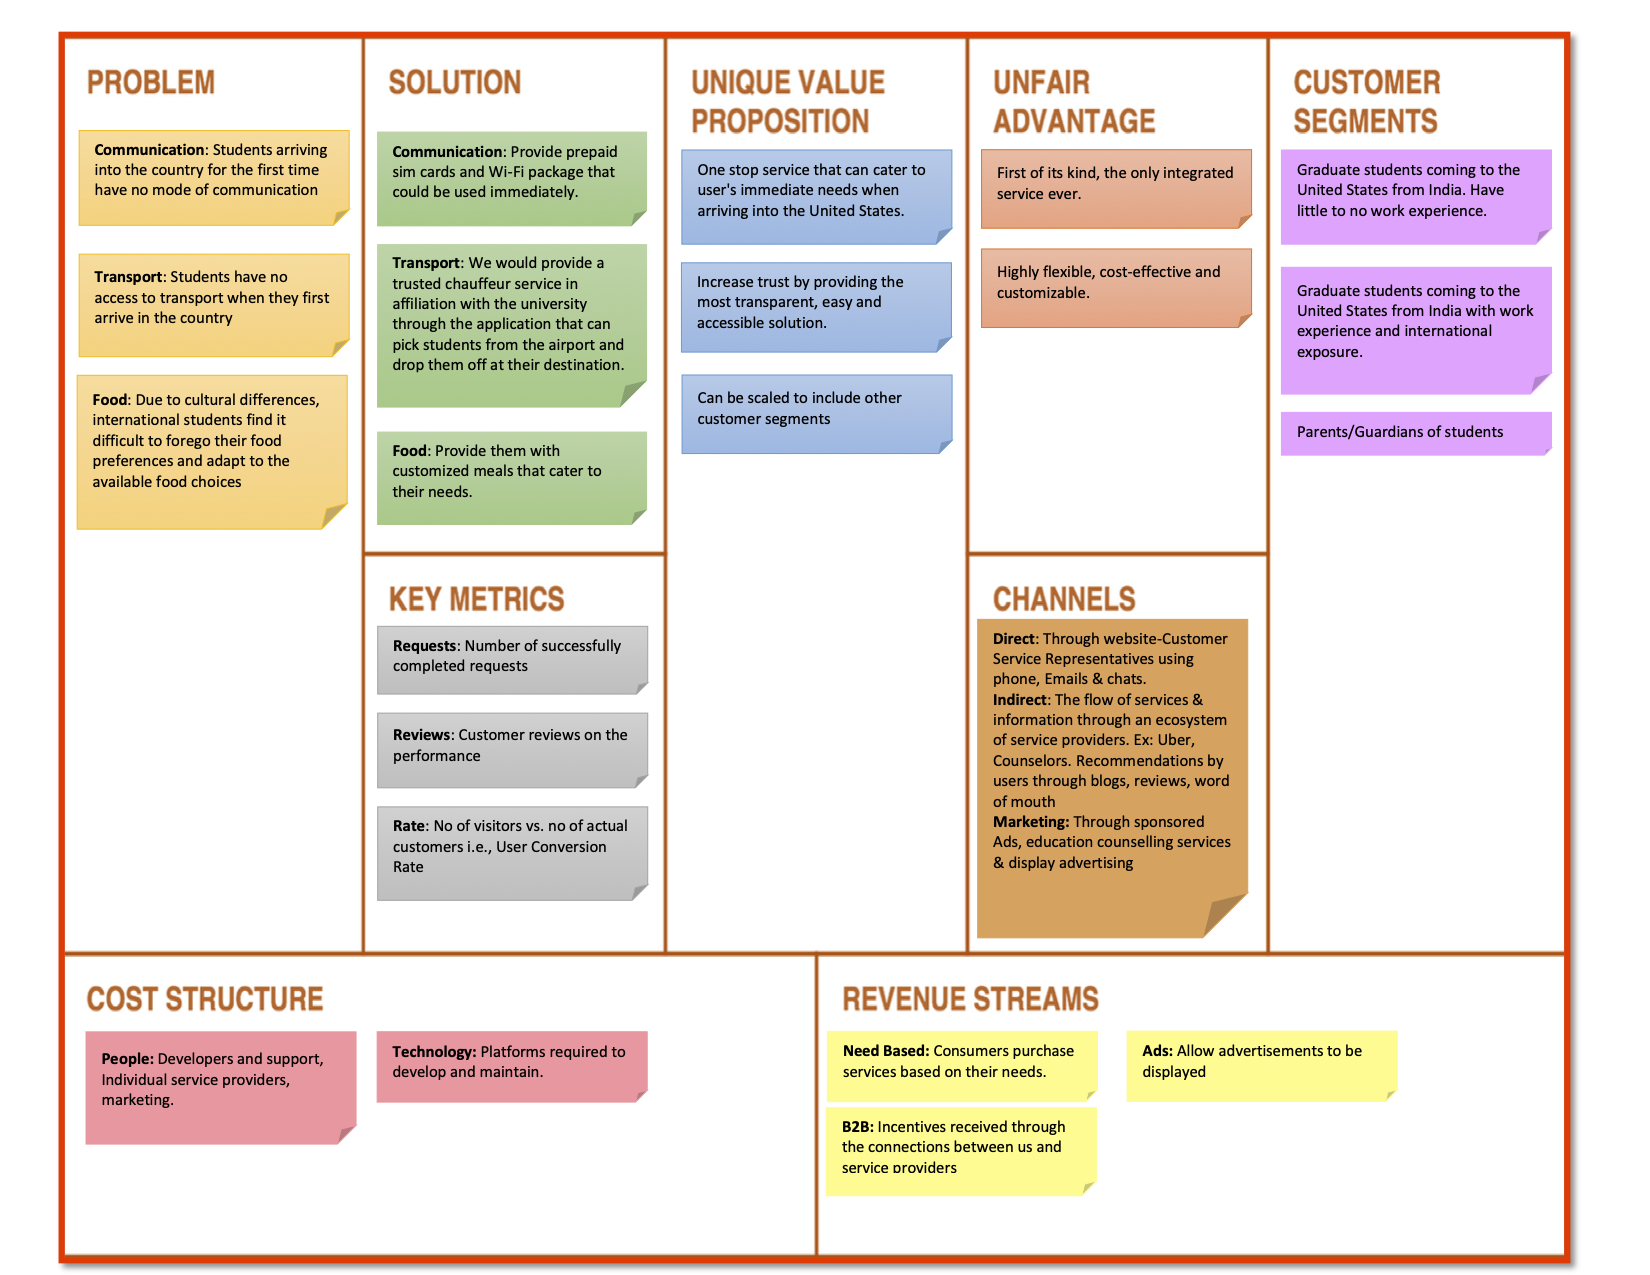 PROBLEM
Communication: Students arriving
into the country for the first time
have no mode of communication
Transport: Students have no
access to transport when they first
arrive in the country
Food: Due to cultural differences,
international students find it
difficult to forego their food
preferences and adapt to the
available food choices
SOLUTION
Communication: Provide prepaid
sim cards and Wi-Fi package that
could be used immediately.
Transport: We would provide a
trusted chauffeur service in
affiliation with the university
through the application that can
pick students from the airport and
drop them off at their destination.
Food: Provide them with
customized meals that cater to
their needs.
KEY METRICS
Requests: Number of successfully
completed requests
Reviews: Customer reviews on the
performance
Rate: No of visitors vs. no of actual
customers i.e., User Conversion
Rate
UNIQUE VALUE
PROPOSITION
One stop service that can cater to
user's immediate needs when
arriving into the United States.
Increase trust by providing the
most transparent, easy and
accessible solution.
Can be scaled to include other
customer segments
UNFAIR
ADVANTAGE
First of its kind, the only integrated
service ever.
Highly flexible, cost-effective and
customizable.
CHANNELS
Direct: Through website-Customer
Service Representatives using
phone, Emails & chats.
Indirect: The flow of services &
information through an ecosystem
of service providers. Ex: Uber,
Counselors. Recommendations by
users through blogs, reviews, word
of mouth
Marketing: Through sponsored
Ads, education counselling services
& display advertising
CUSTOMER
SEGMENTS
Graduate students coming to the
United States from India. Have
little to no work experience.
Graduate students coming to the
United States from India with work
experience and international
exposure.
Parents/Guardians of students
COST STRUCTURE
People: Developers and support,
Individual service providers,
marketing.
Technology: Platforms required to
develop and maintain.
REVENUE STREAMS
Need Based: Consumers purchase
services based on their needs.
B2B: Incentives received through
the connections between us and
service providers
Ads: Allow advertisements to be
displayed